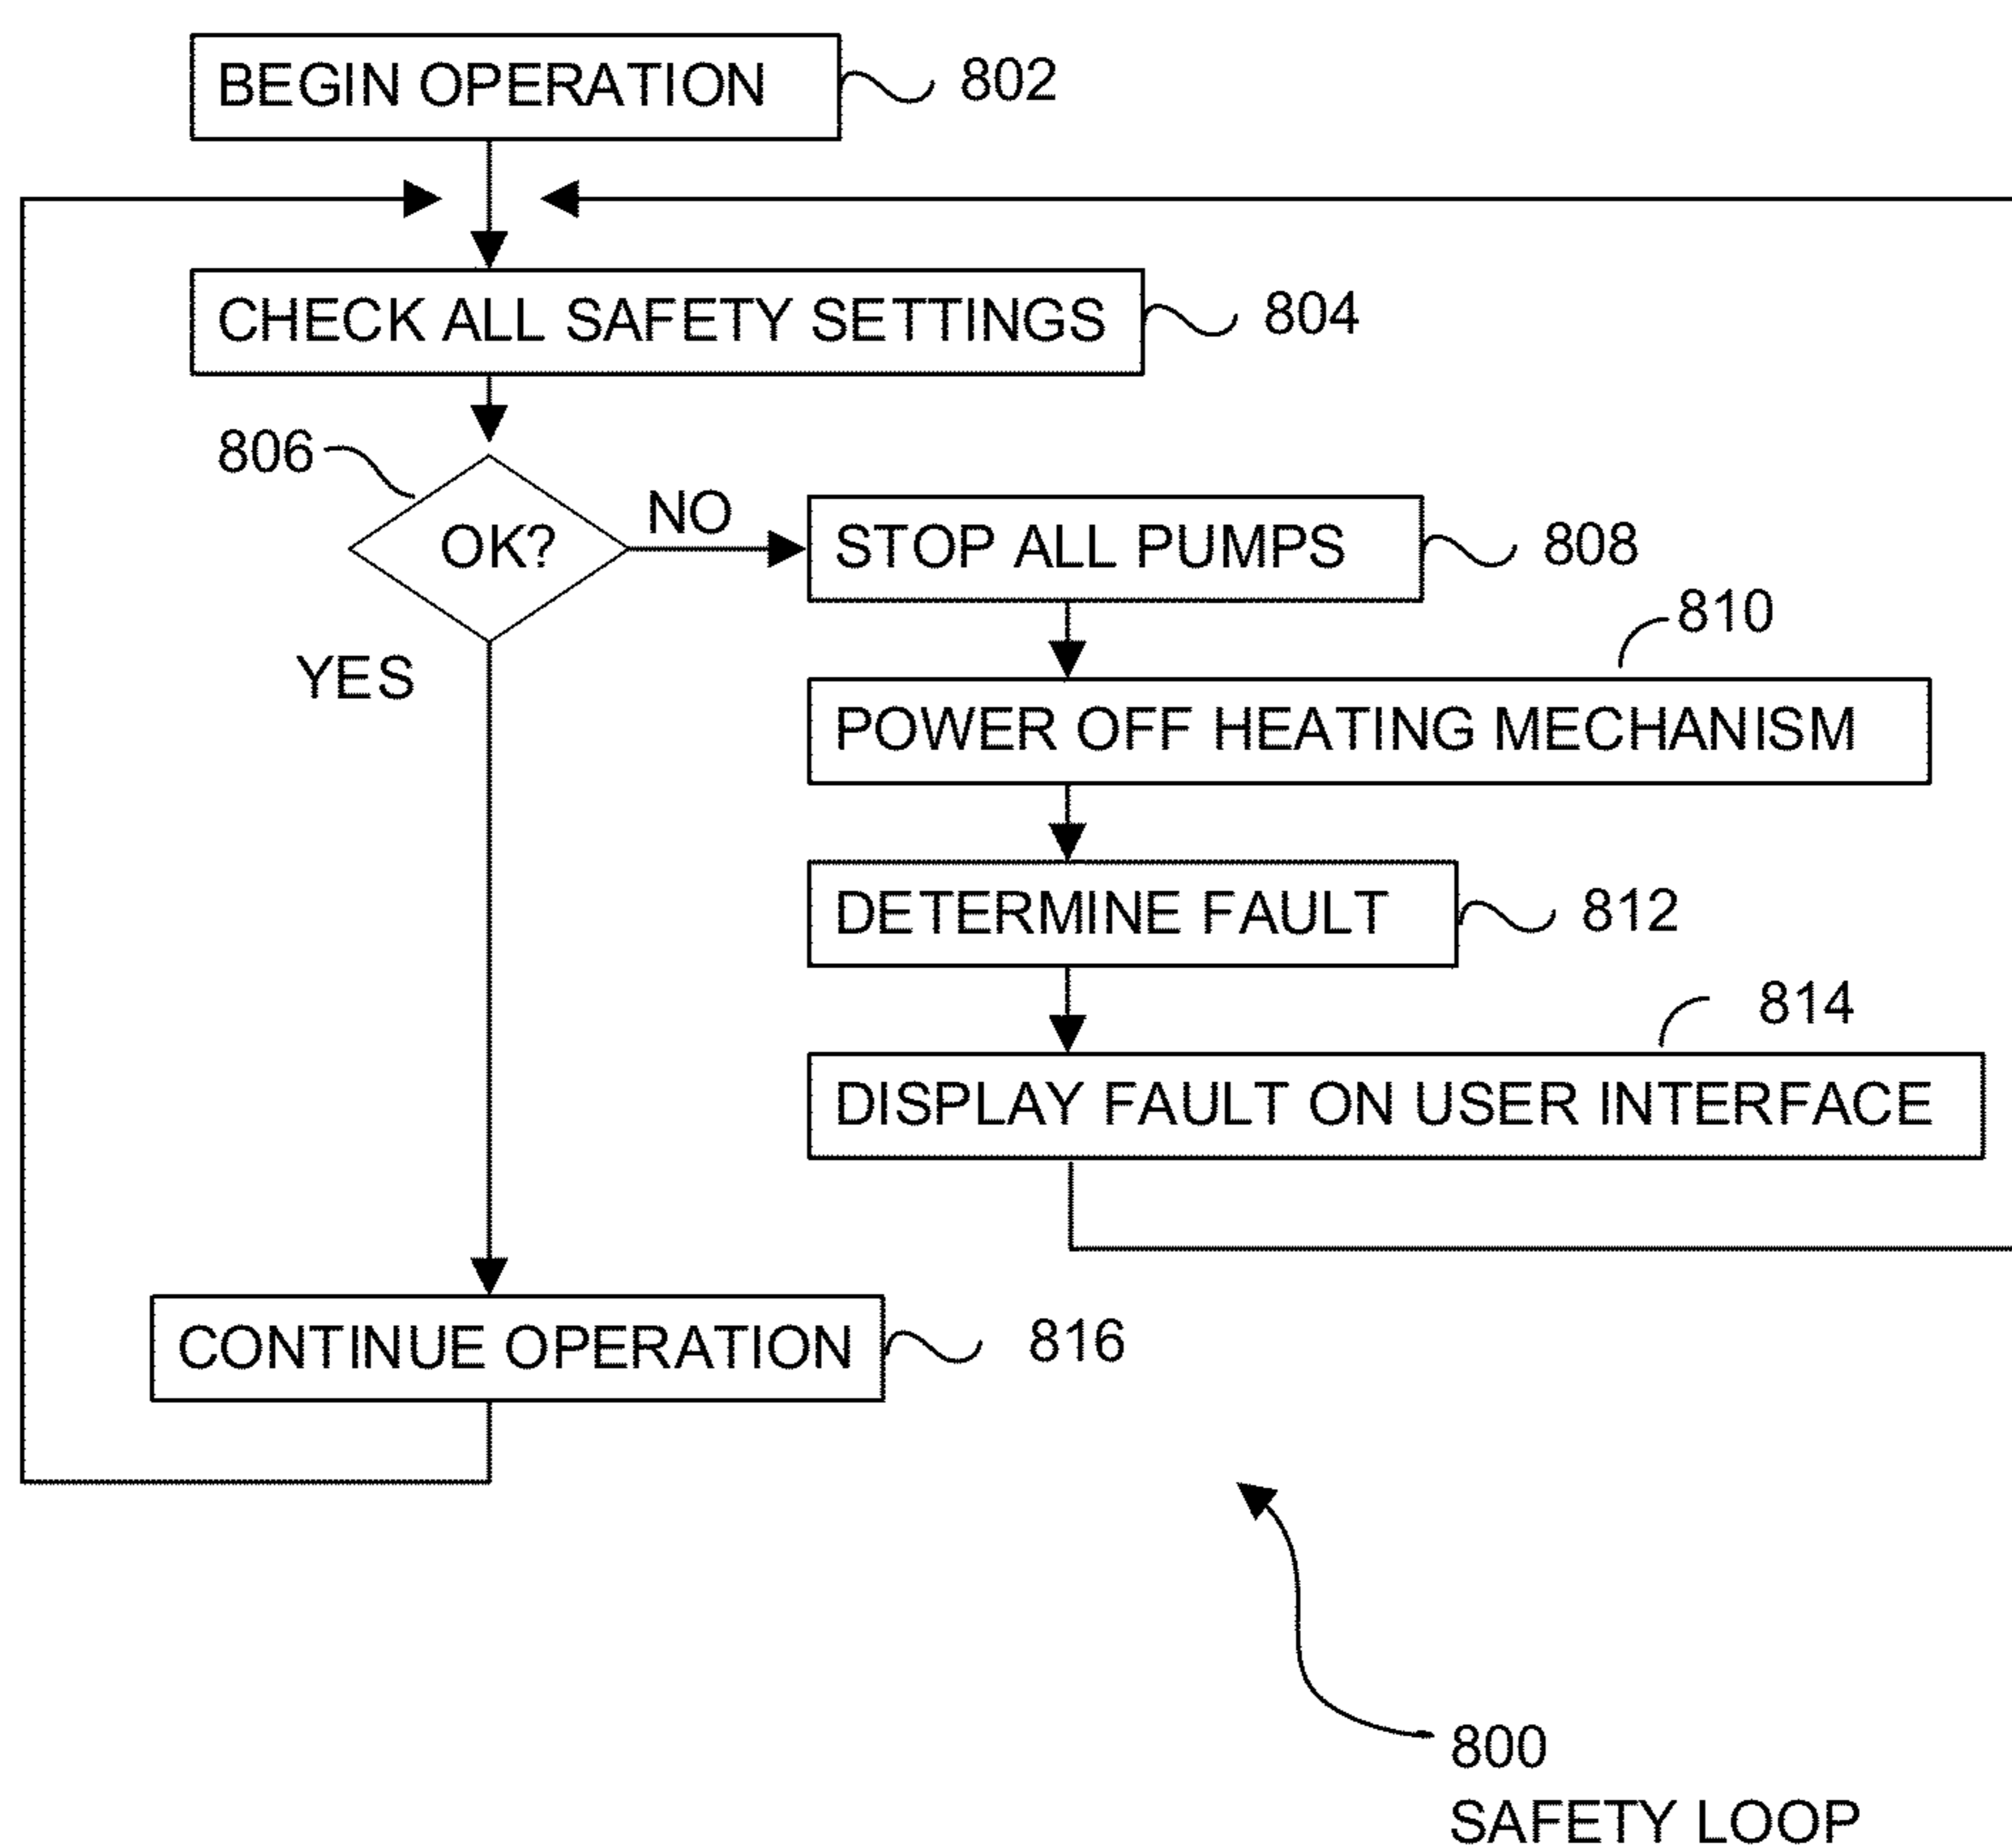 BEGIN OPERATION
802
CHECK ALL SAFETY SETTINGS
804
806
OK?
NO
YES
STOP ALL PUMPS
808
810
POWER OFF HEATING MECHANISM
DETERMINE FAULT
812
814
DISPLAY FAULT ON USER INTERFACE
CONTINUE OPERATION
816
800
SAFETY LOOP